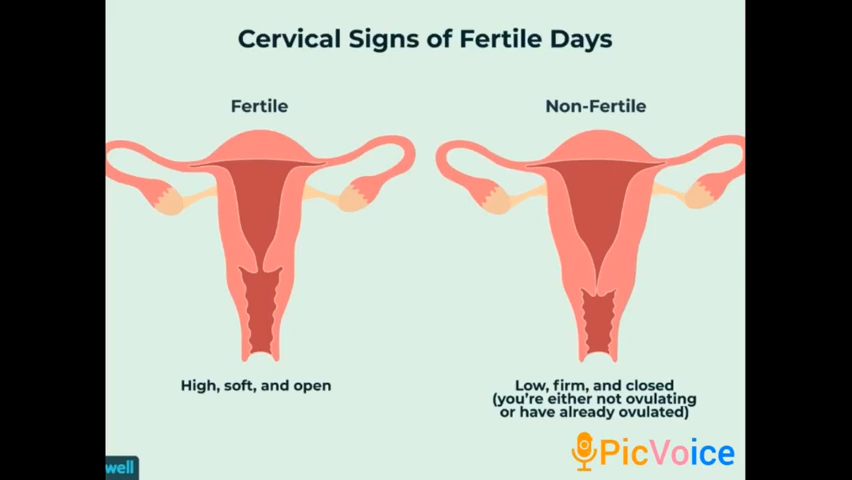 Cervical Signs of Fertile Days
Fertile
Non-Fertile
High, soft, and open
Low, firm, and closed
(you're either not ovulating
or have already ovulated)
PicVoice
well